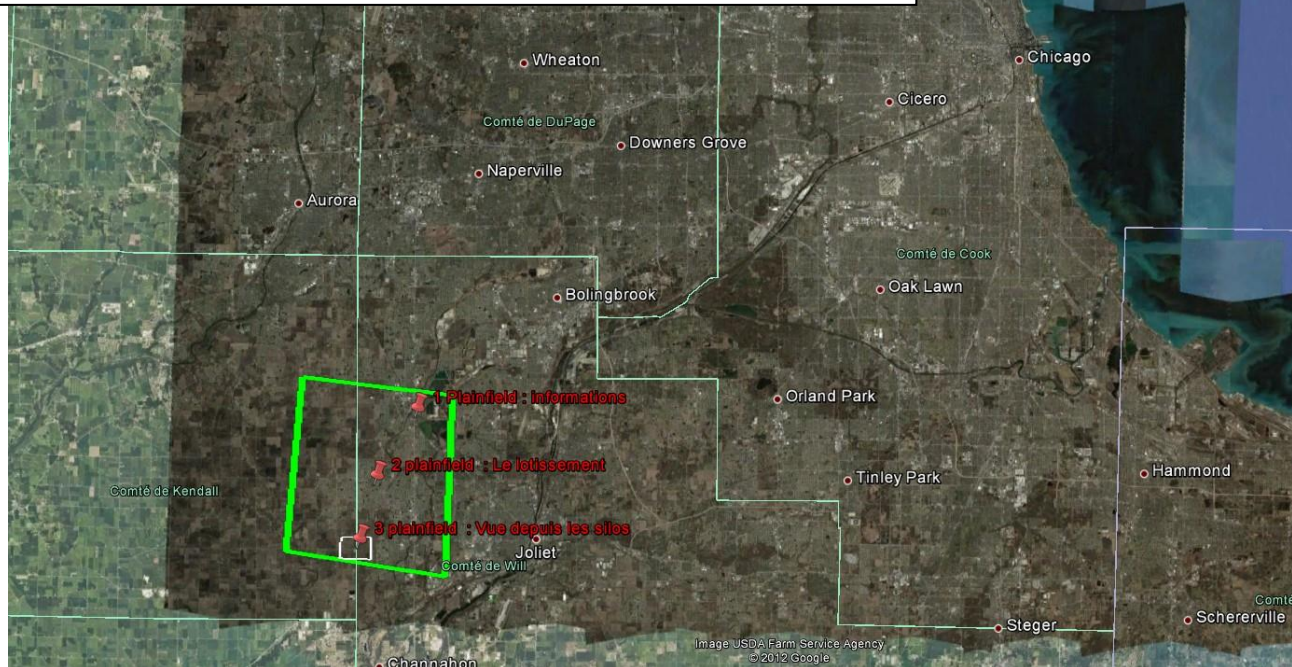 Chicago
Wheaton
Cicero
Comté de DuPage
Downers Grove
Naperville
Aurora
Comté de Cook
Oak Lawn
Bolingbrook
1 Plainfield : informations
Orland Park
2 plainfield : Le lotissement
Hammond
Tinley Park
Comté de Kendall
3 plainfield : Vue depuis les silos
Joliet
Comté de Will
Comté
Schererville
Steger
Image USDA Farm Service Agency
© 2012 Google
Channahon